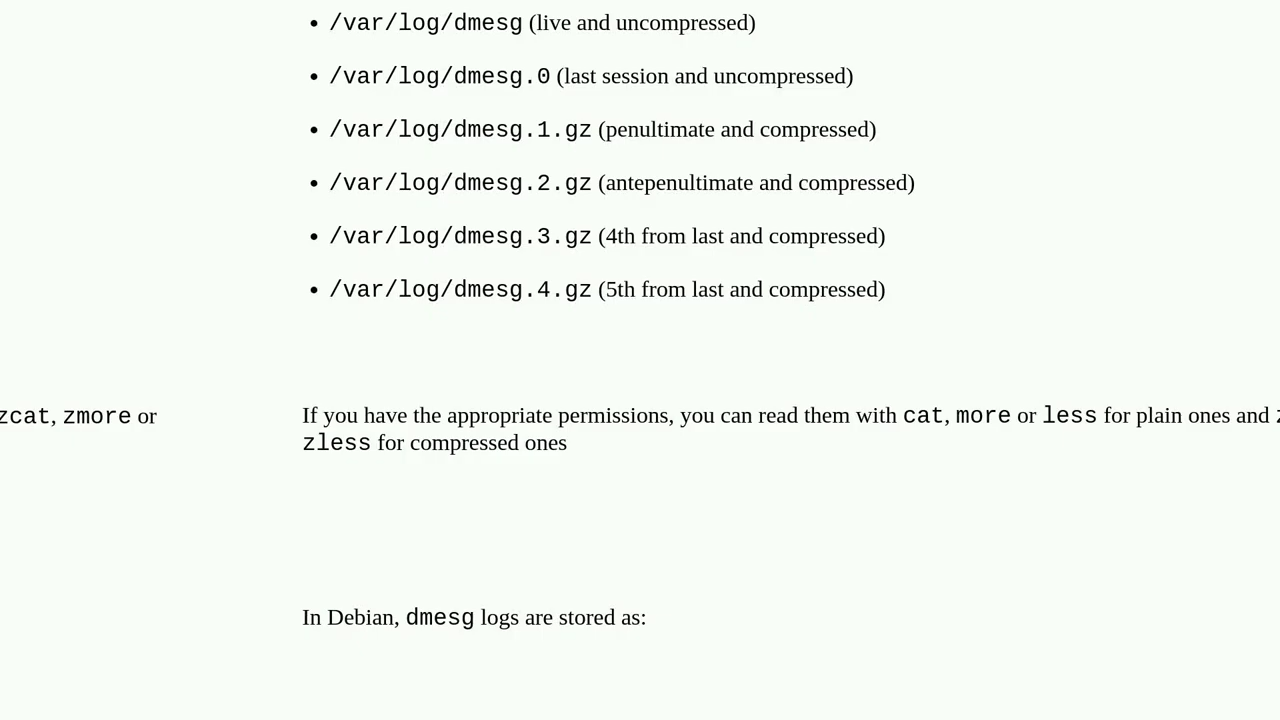 • /var/log/dmesg (live and uncompressed)
• /var/log/dmesg.0 (last session and uncompressed)
• /var/log/dmesg.1.gz (penultimate and compressed)
• /var/log/dmesg.2.gz (antepenultimate and compressed)
• /var/log/dmesg.3.gz (4th from last and compressed)
• /var/log/dmesg.4.gz (5th from last and compressed)
zcat, zmore or
If you have the appropriate permissions, you can read them with cat, more or less for plain ones and
zless for compressed ones
In Debian, dmesg logs are stored as: